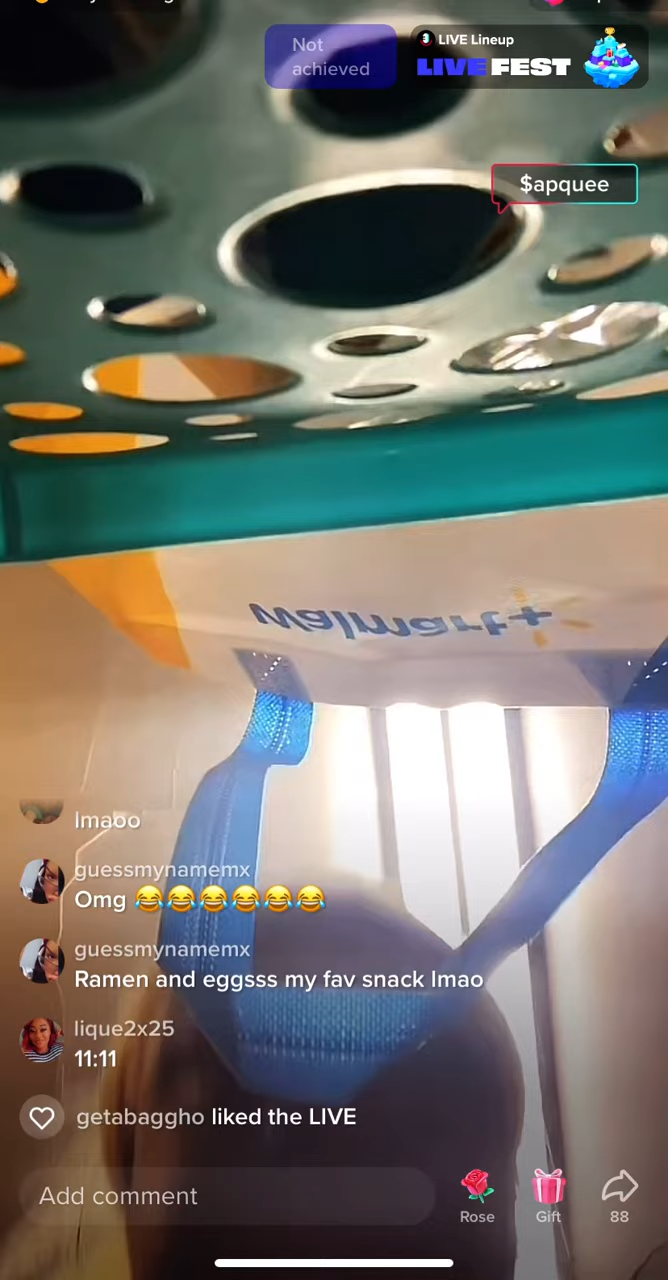 Not
achieved
LIVE Lineup
LIVE FEST
$apquee
walmart+
lmaoo
guessmynamemx
Omg 😂😂😂😂😂😂
guessmynamemx
Ramen and eggsss my fav snack lmao
lique2x25
11:11
getabaggho liked the LIVE
Add comment
Rose
Gift
88